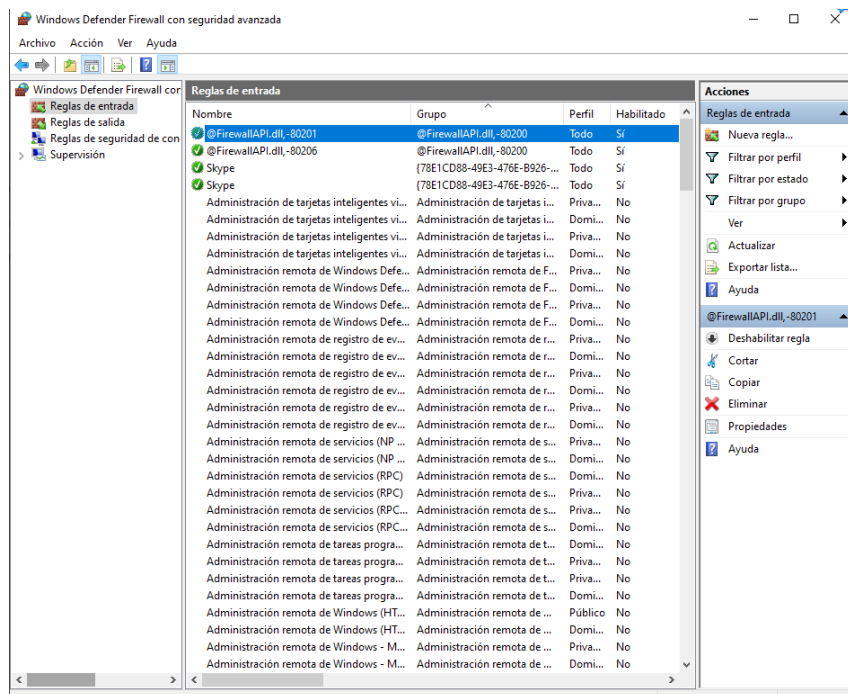 Windows Defender Firewall con seguridad avanzada
Archivo Acción Ver Ayuda
Windows Defender Firewall con
Reglas de entrada
Reglas de salida
Reglas de seguridad de con
Supervisión
Reglas de entrada
Nombre Grupo Perfil Habilitado
@FirewallAPI.dll,-80201 @FirewallAPI.dll,-80200 Todo Sí
@FirewallAPI.dll,-80206 @FirewallAPI.dll,-80200 Todo Sí
Skype {78E1CD88-49E3-476E-B926-... Todo Sí
Skype {78E1CD88-49E3-476E-B926-... Todo Sí
Administración de tarjetas inteligentes vi... Administración de tarjetas i... Priva... No
Administración de tarjetas inteligentes vi... Administración de tarjetas i... Domi... No
Administración de tarjetas inteligentes vi... Administración de tarjetas i... Priva... No
Administración de tarjetas inteligentes vi... Administración de tarjetas i... Domi... No
Administración remota de Windows Defe... Administración remota de F... Priva... No
Administración remota de Windows Defe... Administración remota de F... Domi... No
Administración remota de Windows Defe... Administración remota de F... Priva... No
Administración remota de Windows Defe... Administración remota de F... Domi... No
Administración remota de registro de ev... Administración remota de r... Priva... No
Administración remota de registro de ev... Administración remota de r... Domi... No
Administración remota de registro de ev... Administración remota de r... Priva... No
Administración remota de registro de ev... Administración remota de r... Domi... No
Administración remota de registro de ev... Administración remota de r... Priva... No
Administración remota de registro de ev... Administración remota de r... Domi... No
Administración remota de servicios (NP ... Administración remota de s... Priva... No
Administración remota de servicios (NP ... Administración remota de s... Domi... No
Administración remota de servicios (RPC) Administración remota de s... Priva... No
Administración remota de servicios (RPC) Administración remota de s... Domi... No
Administración remota de servicios (RPC... Administración remota de s... Priva... No
Administración remota de servicios (RPC... Administración remota de s... Domi... No
Administración remota de tareas progra... Administración remota de t... Domi... No
Administración remota de tareas progra... Administración remota de t... Priva... No
Administración remota de tareas progra... Administración remota de t... Priva... No
Administración remota de tareas progra... Administración remota de t... Domi... No
Administración remota de Windows (HT... Administración remota de ... Público No
Administración remota de Windows (HT... Administración remota de ... Domi... No
Administración remota de Windows - M... Administración remota de ... Priva... No
Administración remota de Windows - M... Administración remota de ... Domi... No
Acciones
Reglas de entrada
Nueva regla...
Filtrar por perfil
Filtrar por estado
Filtrar por grupo
Ver
Actualizar
Exportar lista...
Ayuda
@FirewallAPI.dll,-80201
Deshabilitar regla
Cortar
Copiar
Eliminar
Propiedades
Ayuda